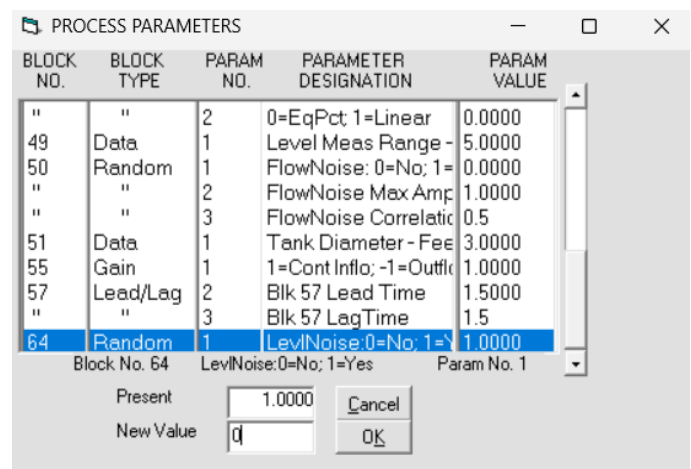 PROCESS PARAMETERS
BLOCK BLOCK PARAM PARAMETER PARAM
NO. TYPE NO. DESIGNATION VALUE
" " 2 0=EqPct; 1=Linear 0.0000
49 Data 1 Level Meas Range - 5.0000
50 Random 1 FlowNoise: 0=No; 1= 0.0000
" " 2 FlowNoise Max Amp 1.0000
" " 3 FlowNoise Correlatic 0.5
51 Data 1 Tank Diameter - Fee 3.0000
55 Gain 1 1=Cont Inflo; -1=Outflo 1.0000
57 Lead/Lag 2 Blk 57 Lead Time 1.5000
" " 3 Blk 57 LagTime 1.5
64 Random 1 LevlNoise:0=No; 1=Y 1.0000
Block No. 64 LevlNoise:0=No; 1=Yes Param No. 1
Present 1.0000 Cancel
New Value 0 OK